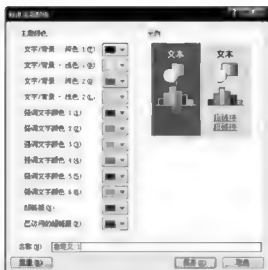 新建主题颜色
主题颜色
示例
文字/背景 - 深色 1(T)
文字/背景 - 浅色 1(B)
文字/背景 - 深色 2(D)
文字/背景 - 浅色 2(L)
强调文字颜色 1(1)
强调文字颜色 2(2)
强调文字颜色 3(3)
强调文字颜色 4(4)
强调文字颜色 5(5)
强调文字颜色 6(6)
超链接(H)
已访问的超链接(F)
文本
文本
超链接
超链接
名称(N): 自定义 1
重置(R)
保存(S)
取消